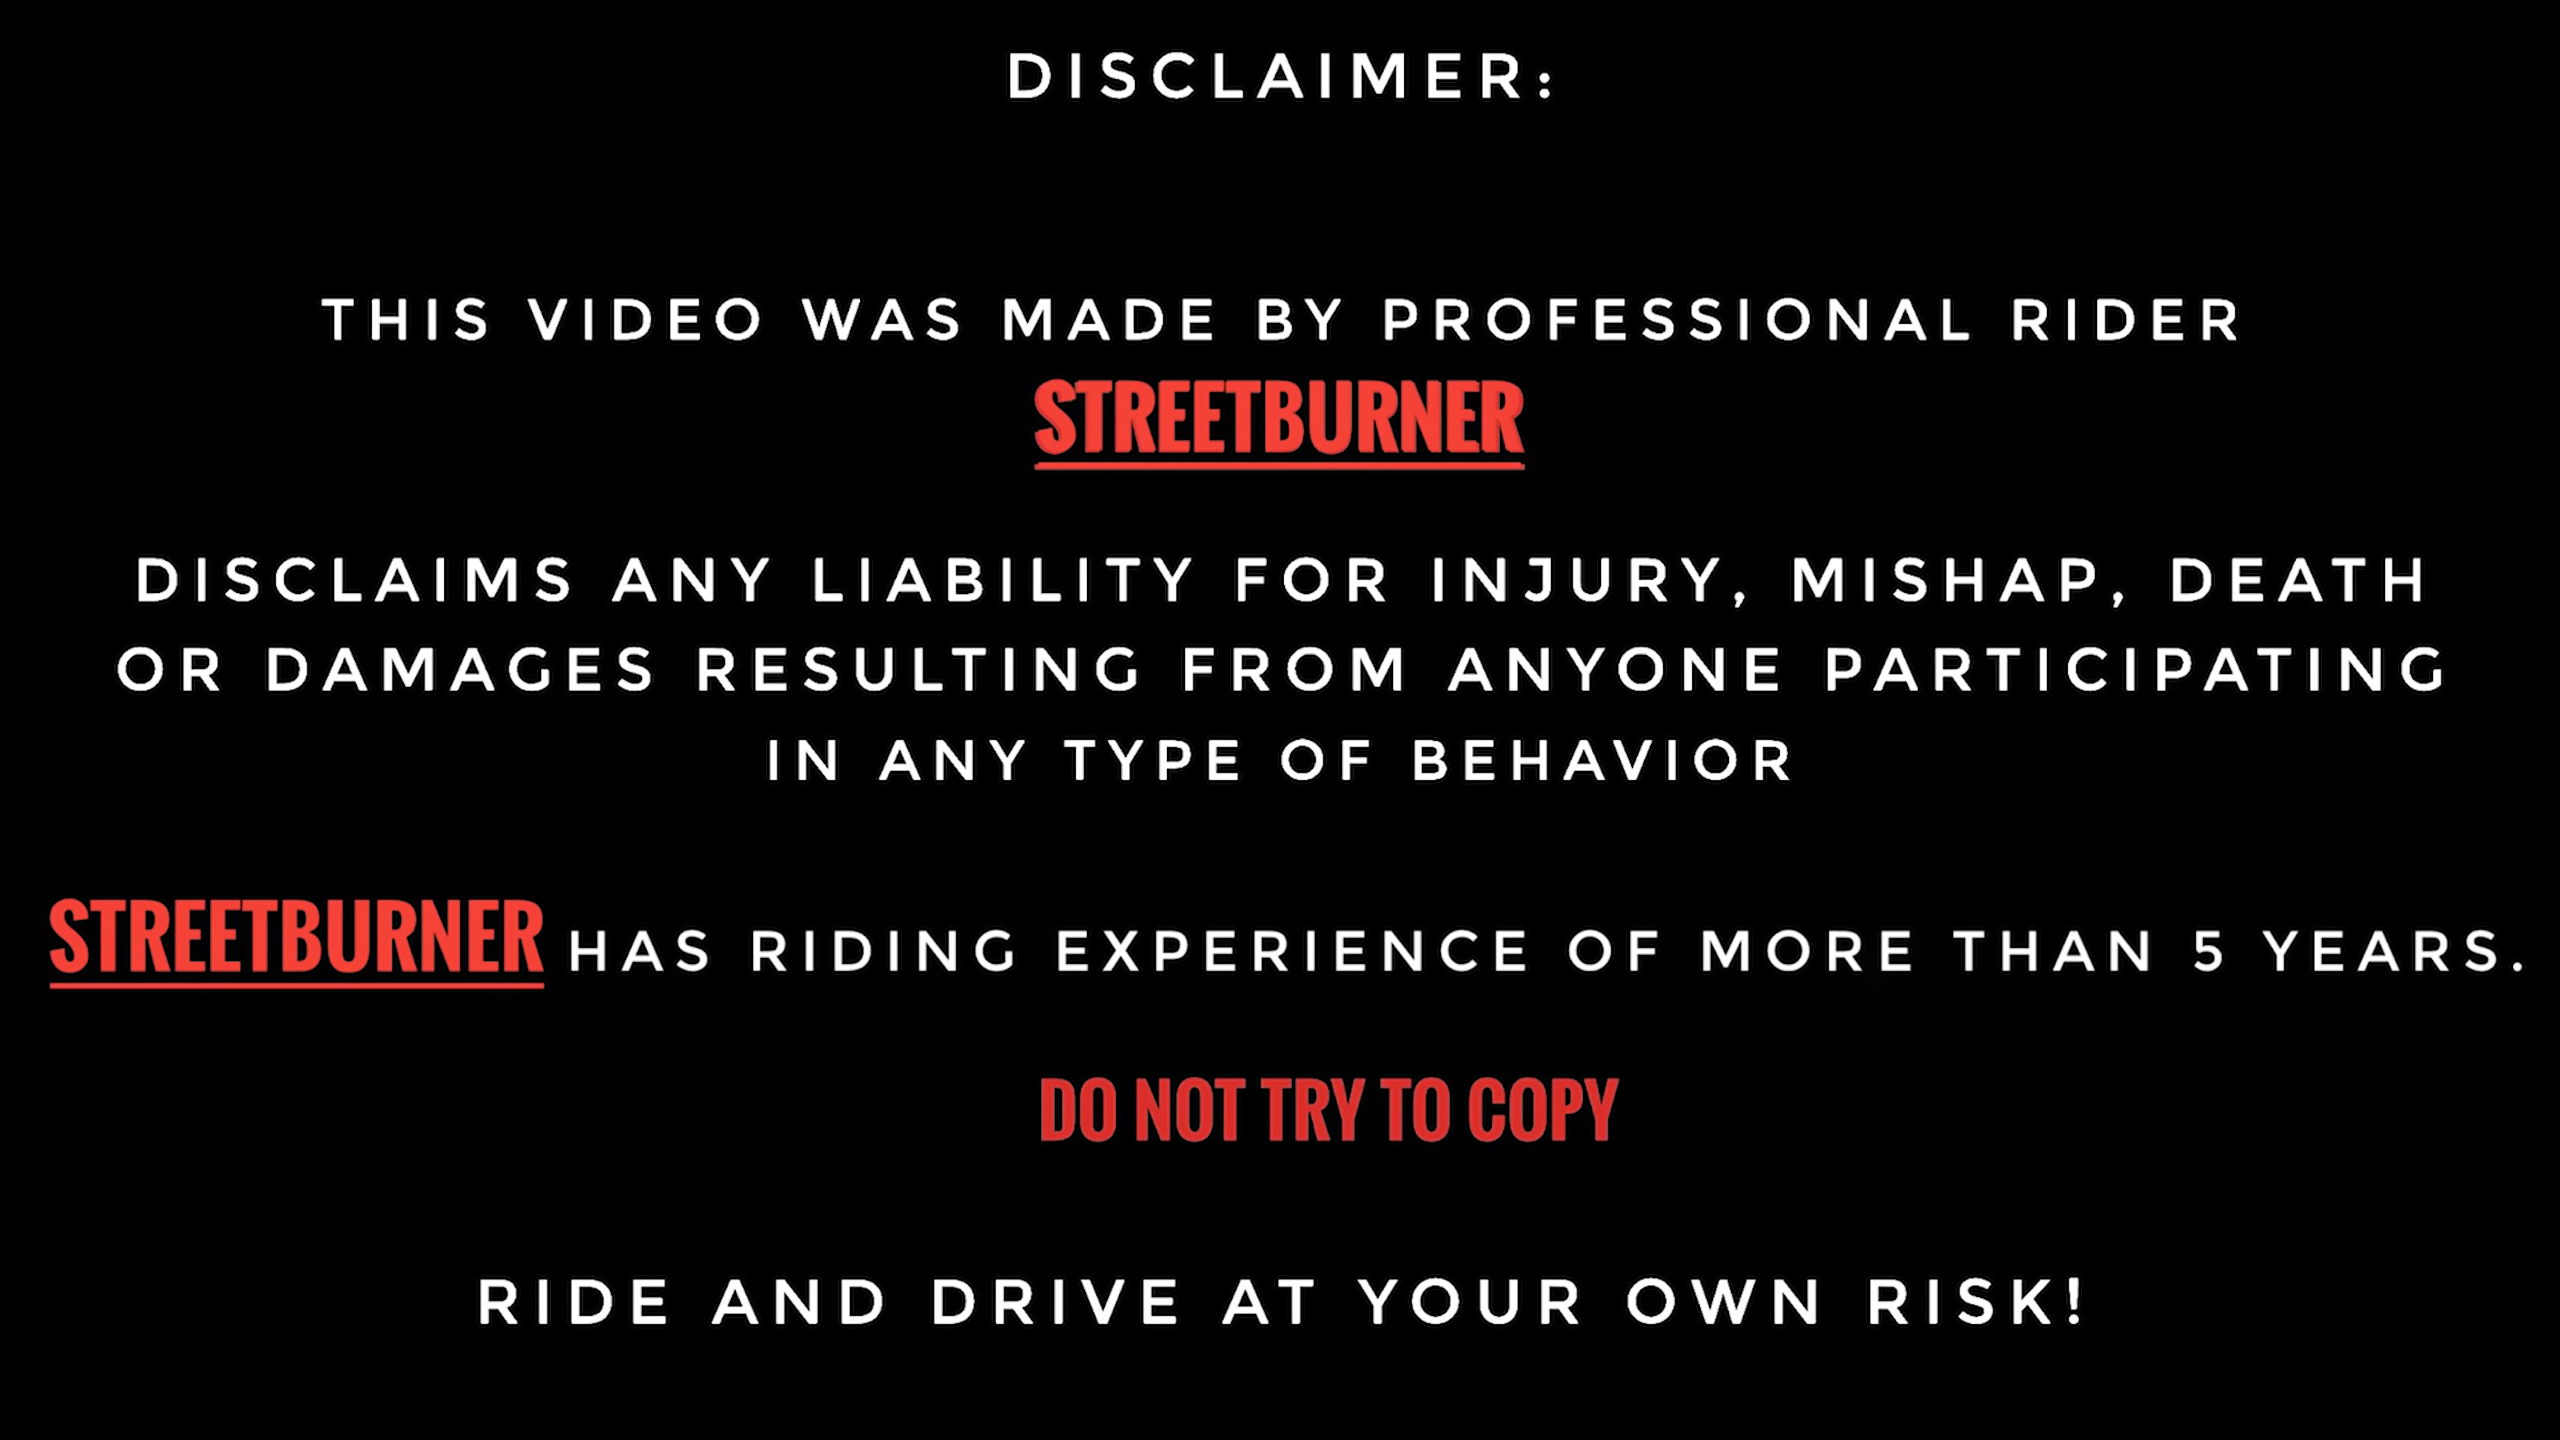 DISCLAIMER:
THIS VIDEO WAS MADE BY PROFESSIONAL RIDER
STREETBURNER
DISCLAIMS ANY LIABILITY FOR INJURY, MISHAP, DEATH
OR DAMAGES RESULTING FROM ANYONE PARTICIPATING
IN ANY TYPE OF BEHAVIOR
STREETBURNER HAS RIDING EXPERIENCE OF MORE THAN 5 YEARS.
DO NOT TRY TO COPY
RIDE AND DRIVE AT YOUR OWN RISK!